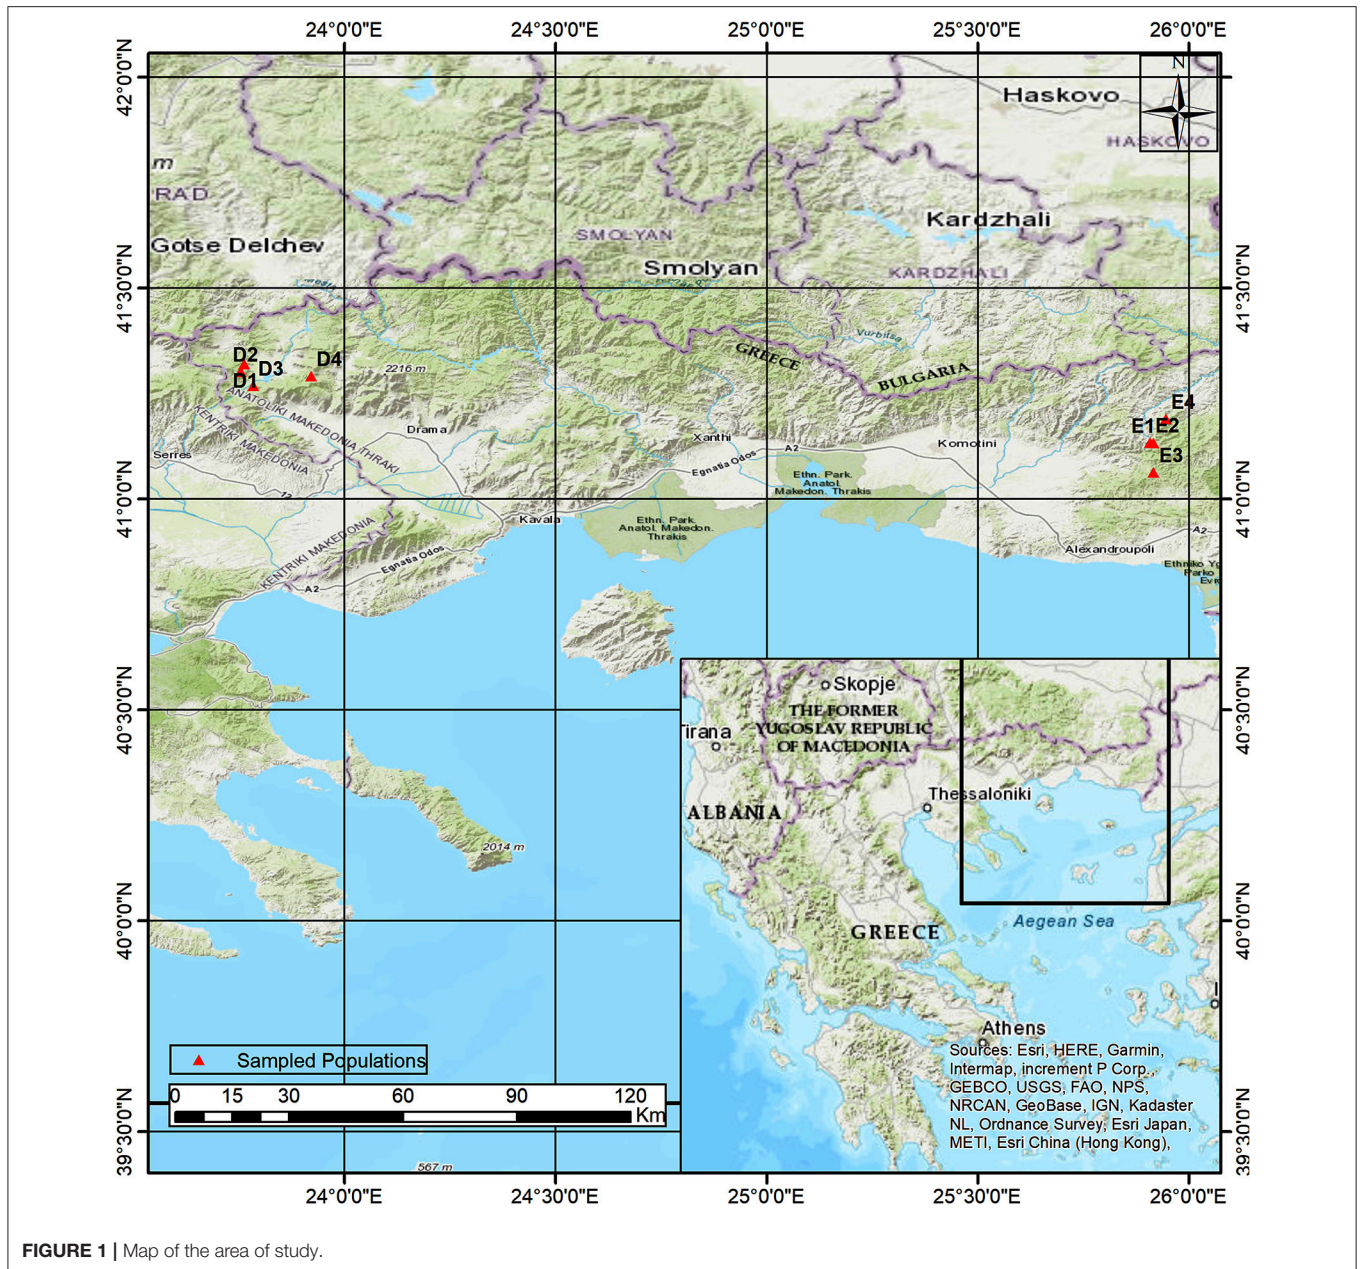 24°0'0"E 24°30'0"E 25°0'0"E 25°30'0"E 26°0'0"E
42°0'0"N
N
Haskovo
HASKOVO
m
RAD
Kardzhali
Gotse Delchev
SMOLYAN
Smolyan
KARDZHALI
41°30'0"N
41°30'0"N
Vurbitsa
GREECE
BULGARIA
D2
D3
D4
D1
2216 m
ANATOLIKI MAKEDONIA/THRAKI
KENTRIKI MAKEDONIA
E4
E1E2
E3
Drama
Xanthi
Komotini
Serres
A2
Egnatia Odos
12
Ethn. Park.
Anatol.
Makedon. Thrakis
41°0'0"N
41°0'0"N
Kavala
Ethn. Park.
Anatol. Makedon.
Thrakis
A2
Alexandroupoli
KENTRIKI MAKEDONIA
Egnatia Odos
A2
Ethniko
Parko
40°30'0"N
40°30'0"N
Skopje
THE FORMER
YUGOSLAV REPUBLIC
OF MACEDONIA
Tirana
Thessaloniki
ALBANIA
2014 m
40°0'0"N
40°0'0"N
Aegean Sea
GREECE
Athens
Sources: Esri, HERE, Garmin,
Intermap, increment P Corp.,
GEBCO, USGS, FAO, NPS,
NRCAN, GeoBase, IGN, Kadaster
NL, Ordnance Survey, Esri Japan,
METI, Esri China (Hong Kong),
Sampled Populations
0 15 30 60 90 120
Km
39°30'0"N
39°30'0"N
567 m
24°0'0"E 24°30'0"E 25°0'0"E 25°30'0"E 26°0'0"E
FIGURE 1 | Map of the area of study.